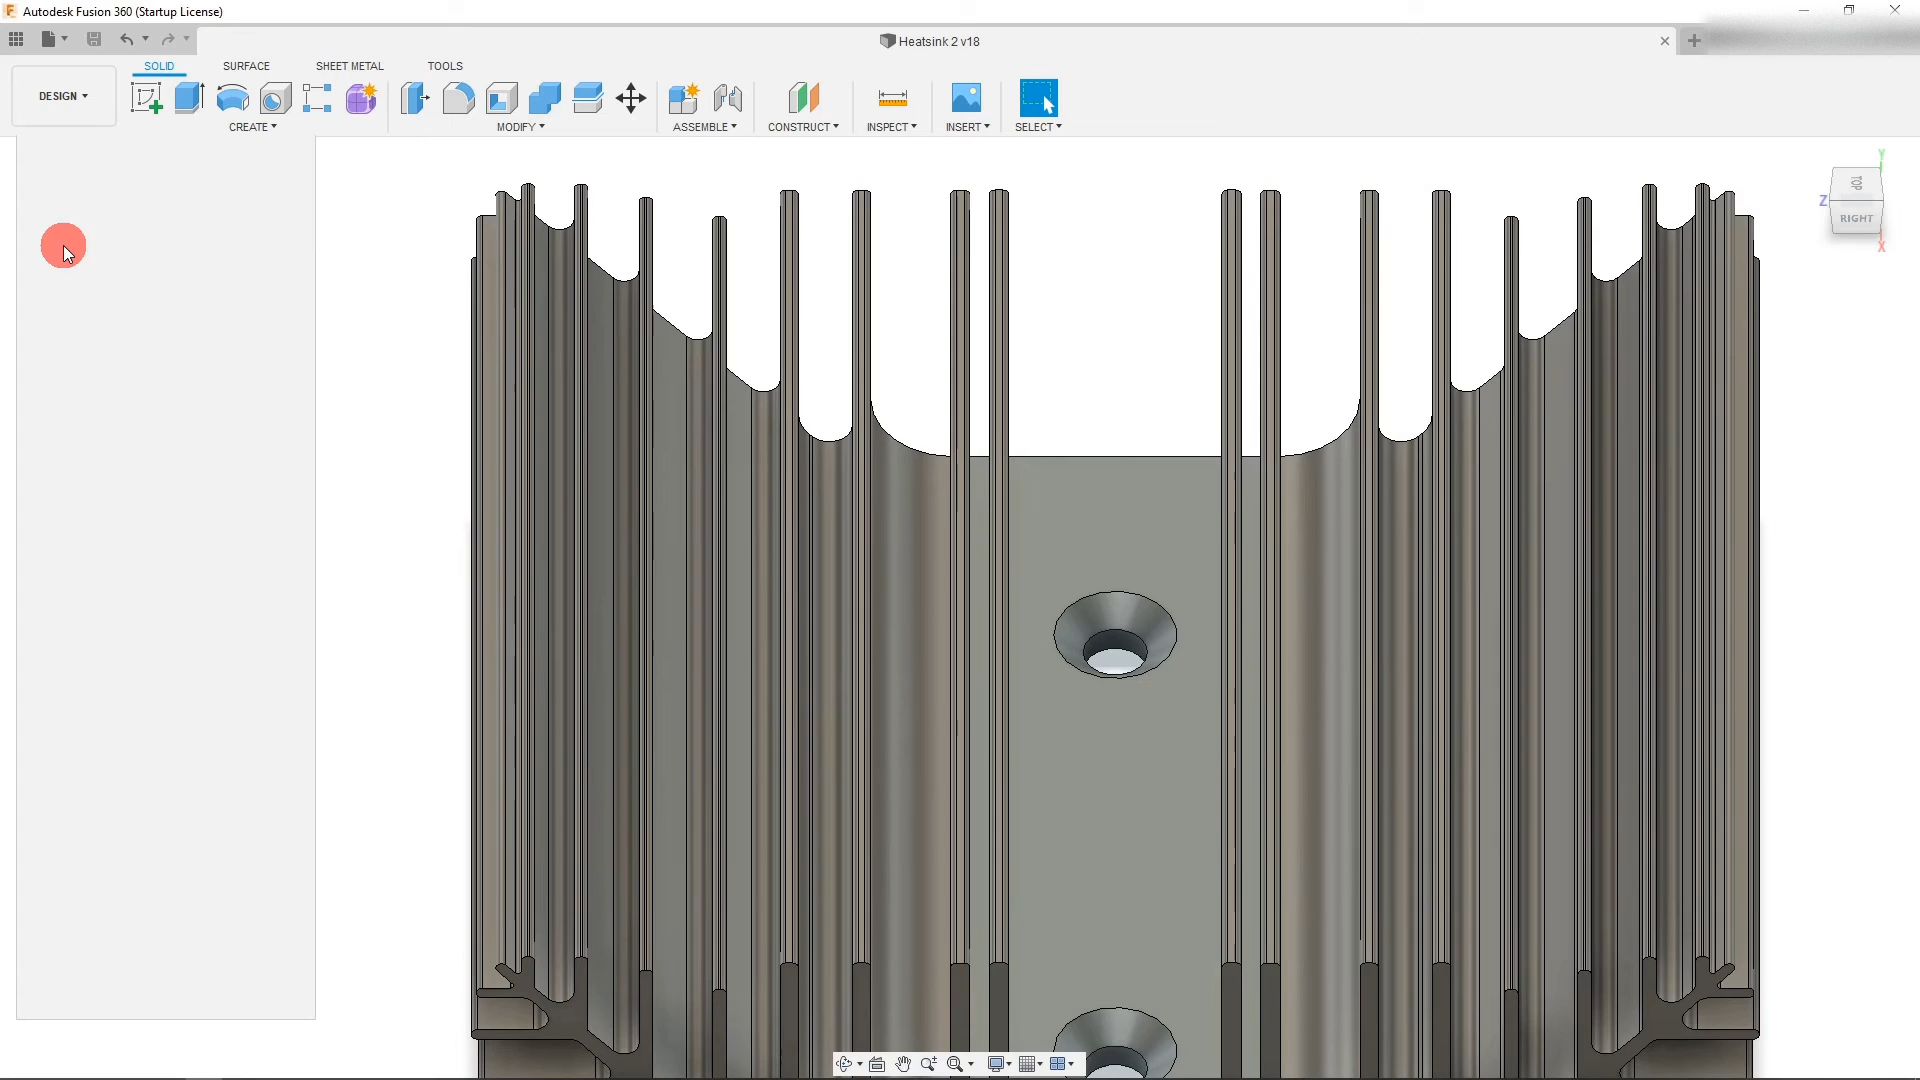 Autodesk Fusion 360 (Startup License)
Heatsink 2 v18
SOLID SURFACE SHEET METAL TOOLS
DESIGN
CREATE MODIFY ASSEMBLE CONSTRUCT INSPECT INSERT SELECT
Y
TOP
Z
RIGHT
X